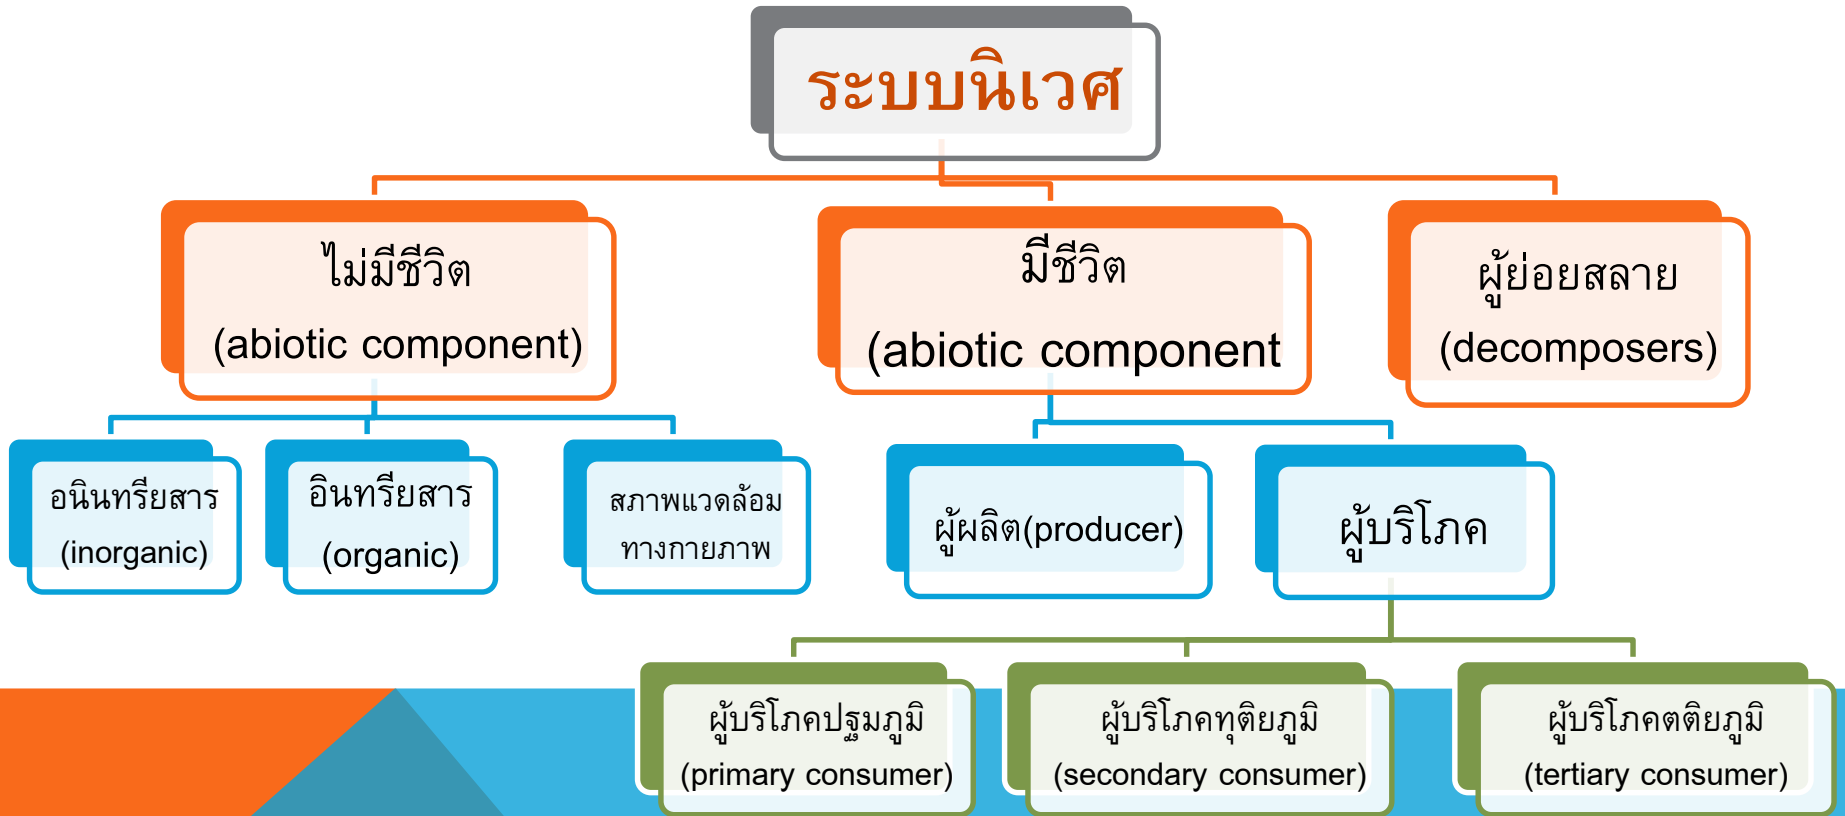 ระบบนิเวศ
ไม่มีชีวิต
(abiotic component)
มีชีวิต
(abiotic component
ผู้ย่อยสลาย
(decomposers)
อนินทรียสาร
(inorganic)
อินทรียสาร
(organic)
สภาพแวดล้อม
ทางกายภาพ
ผู้ผลิต(producer)
ผู้บริโภค
ผู้บริโภคปฐมภูมิ
(primary consumer)
ผู้บริโภคทุติยภูมิ
(secondary consumer)
ผู้บริโภคตติยภูมิ
(tertiary consumer)